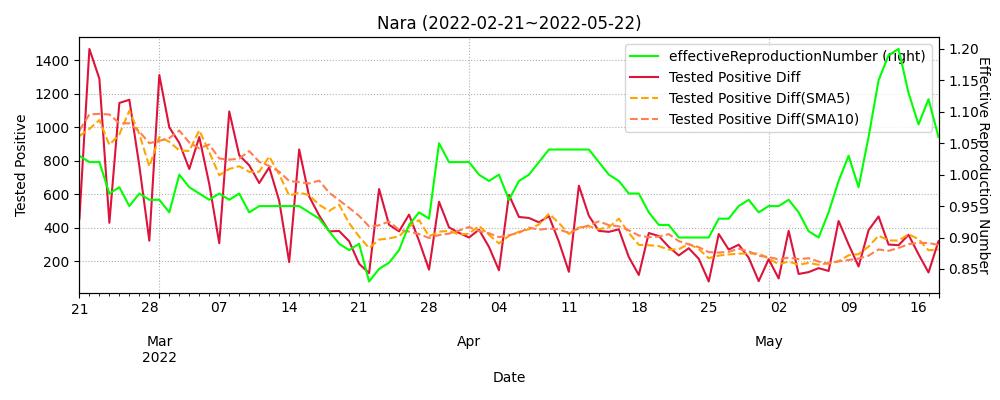 Nara (2022-02-21~2022-05-22)
effectiveReproductionNumber (right)
Tested Positive Diff
Tested Positive Diff(SMA5)
Tested Positive Diff(SMA10)
Tested Positive
1400
1200
1000
800
600
400
200
1.20
1.15
1.10
1.05
1.00
0.95
0.90
0.85
Effective Reproduction Number
21 28 07 14 21 28 04 11 18 25 02 09 16
Mar Apr May
2022
Date